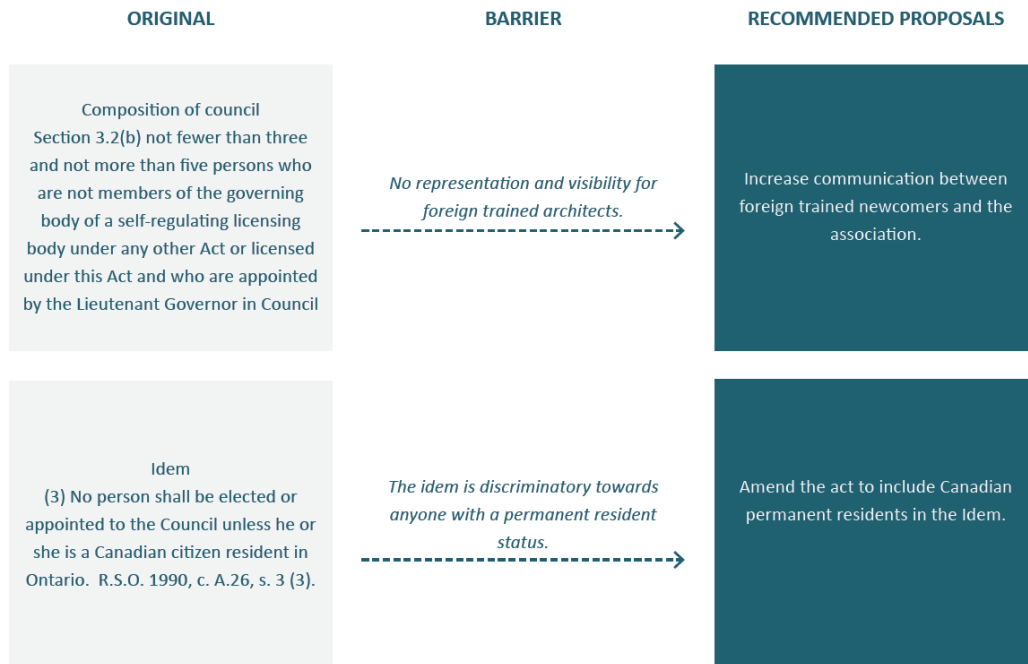 ORIGINAL
BARRIER
RECOMMENDED PROPOSALS
Composition of council
Section 3.2(b) not fewer than three
and not more than five persons who
are not members of the governing
body of a self-regulating licensing
body under any other Act or licensed
under this Act and who are appointed
by the Lieutenant Governor in Council
No representation and visibility for
foreign trained architects.
Increase communication between
foreign trained newcomers and the
association.
Idem
(3) No person shall be elected or
appointed to the Council unless he or
she is a Canadian citizen resident in
Ontario.  R.S.O. 1990, c. A.26, s. 3 (3).
The idem is discriminatory towards
anyone with a permanent resident
status.
Amend the act to include Canadian
permanent residents in the Idem.